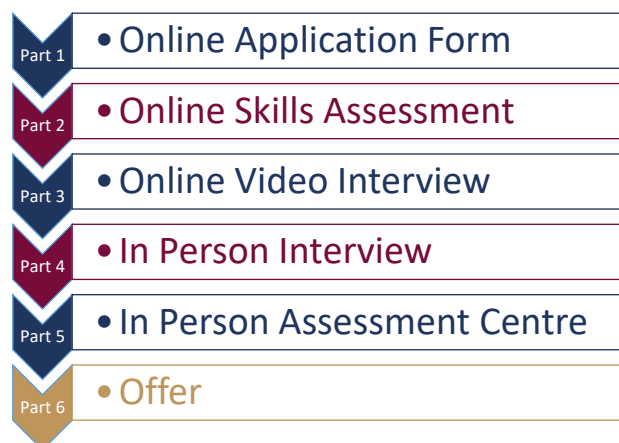 Part 1
• Online Application Form
Part 2
• Online Skills Assessment
Part 3
• Online Video Interview
Part 4
• In Person Interview
Part 5
• In Person Assessment Centre
Part 6
• Offer